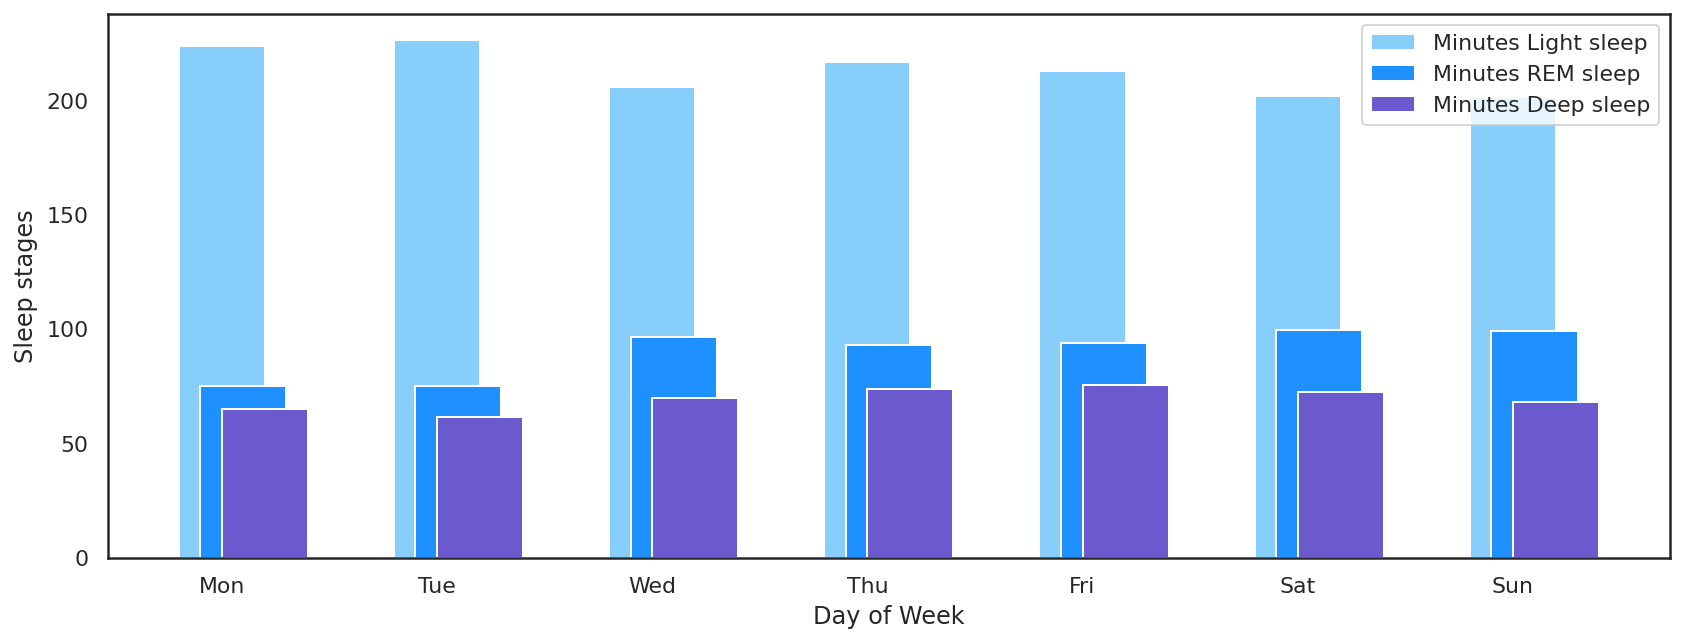 Minutes Light sleep
Minutes REM sleep
Minutes Deep sleep
200
150
100
50
0
Sleep stages
Mon Tue Wed Thu Fri Sat Sun
Day of Week